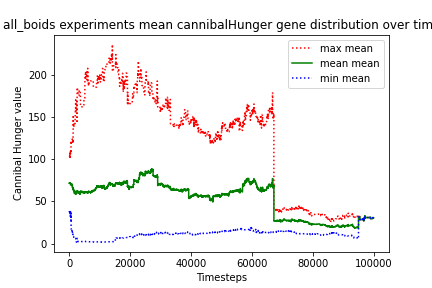 all_boids experiments mean cannibalHunger gene distribution over tim
max mean
mean mean
min mean
Cannibal Hunger value
200
150
100
50
0
0
20000
40000
60000
80000
100000
Timesteps